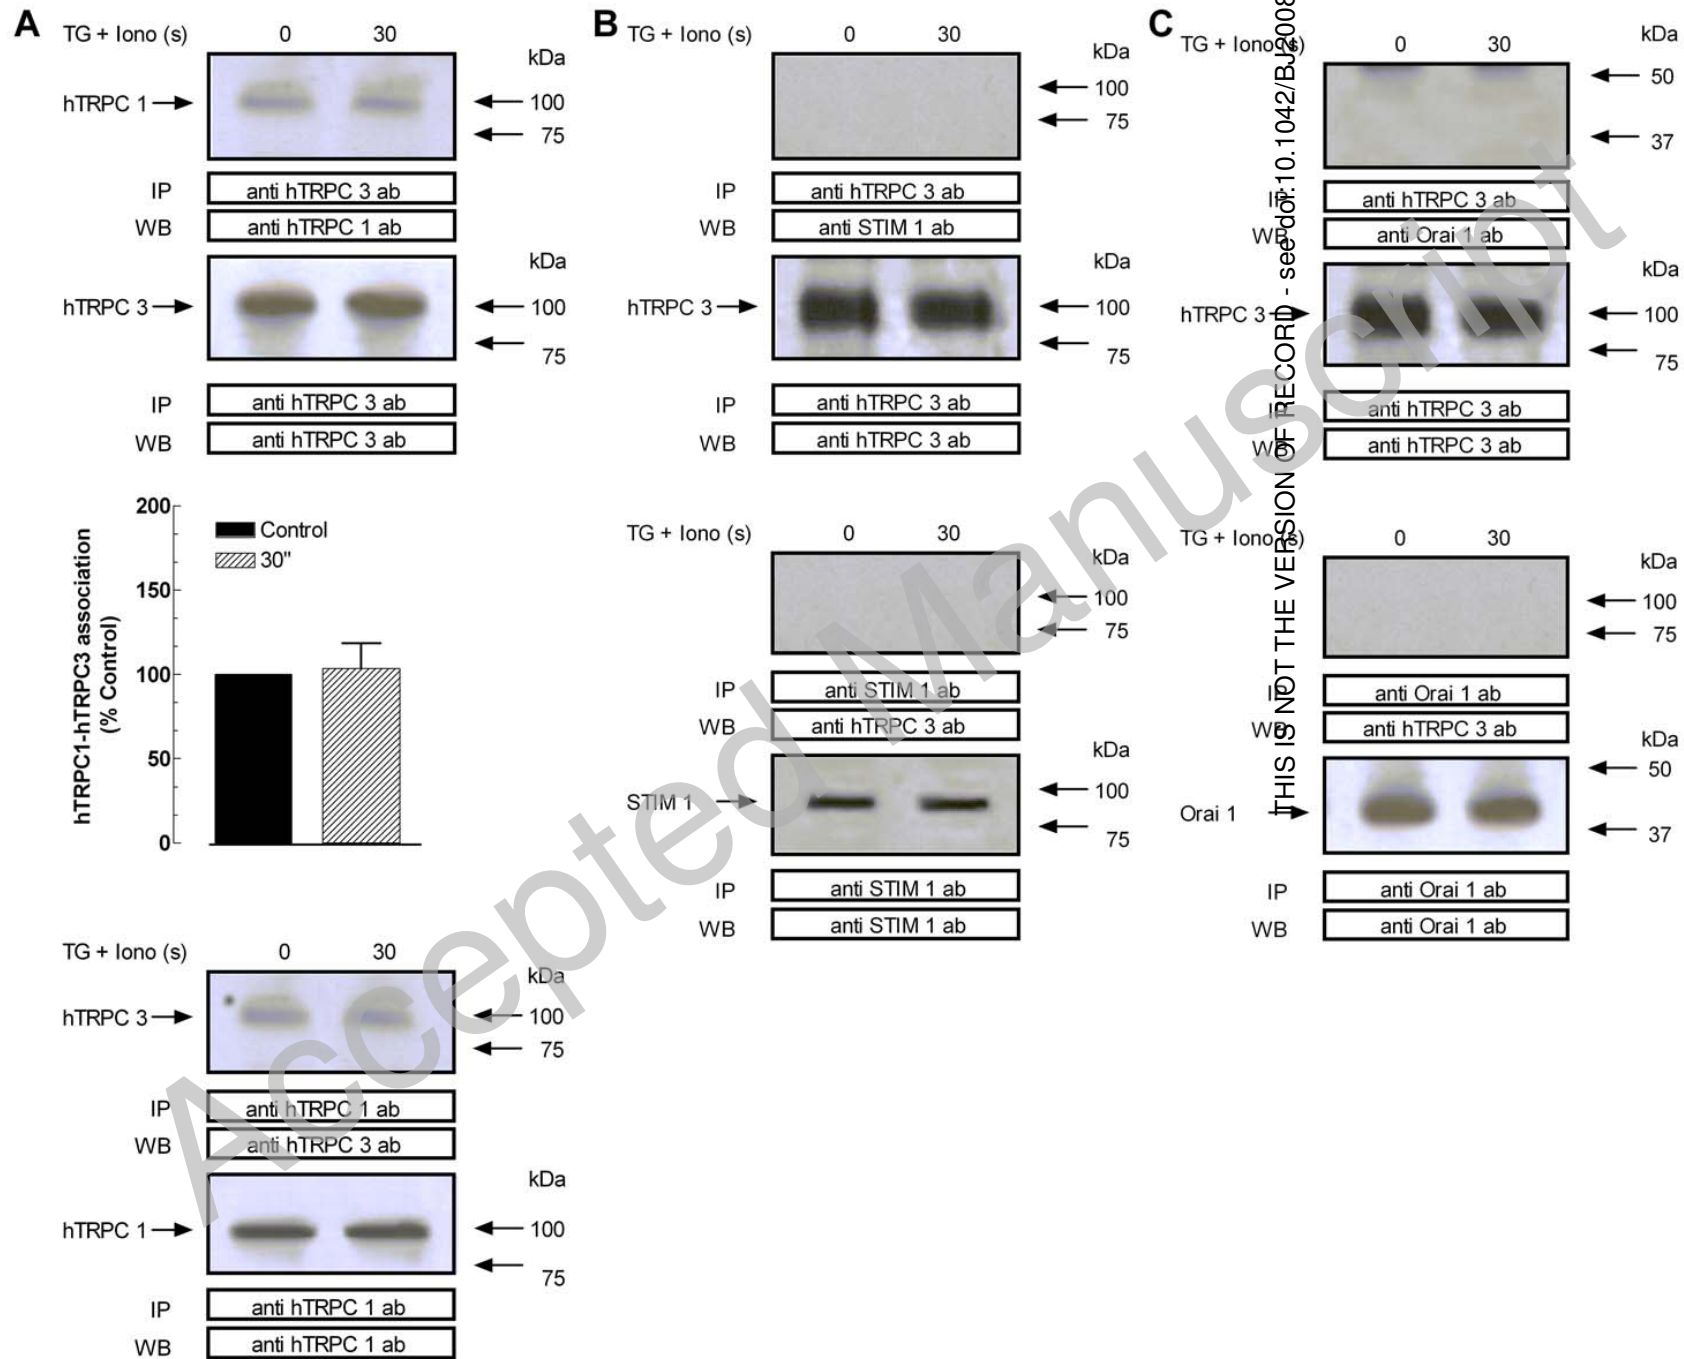 A
TG + Iono (s) 0 30
kDa
hTRPC 1
100
75
IP anti hTRPC 3 ab
WB anti hTRPC 1 ab
kDa
hTRPC 3
100
75
IP anti hTRPC 3 ab
WB anti hTRPC 3 ab
200
150
100
50
0
hTRPC1-hTRPC3 association
(% Control)
Control
30"
TG + Iono (s) 0 30
kDa
hTRPC 3
100
75
IP anti hTRPC 1 ab
WB anti hTRPC 3 ab
kDa
hTRPC 1
100
75
IP anti hTRPC 1 ab
WB anti hTRPC 1 ab
B
TG + Iono (s) 0 30
kDa
100
75
IP anti hTRPC 3 ab
WB anti STIM 1 ab
kDa
hTRPC 3
100
75
IP anti hTRPC 3 ab
WB anti hTRPC 3 ab
TG + Iono (s) 0 30
kDa
100
75
IP anti STIM 1 ab
WB anti hTRPC 3 ab
kDa
STIM 1
100
75
IP anti STIM 1 ab
WB anti STIM 1 ab
C
TG + Iono (s) 0 30
kDa
50
37
IP anti hTRPC 3 ab
WB anti Orai 1 ab
kDa
hTRPC 3
100
75
IP anti hTRPC 3 ab
WB anti hTRPC 3 ab
TG + Iono (s) 0 30
kDa
100
75
IP anti Orai 1 ab
WB anti hTRPC 3 ab
kDa
50
Orai 1
37
IP anti Orai 1 ab
WB anti Orai 1 ab
THIS IS NOT THE VERSION OF RECORD - see doi:10.1042/BJ2008
Accepted Manuscript